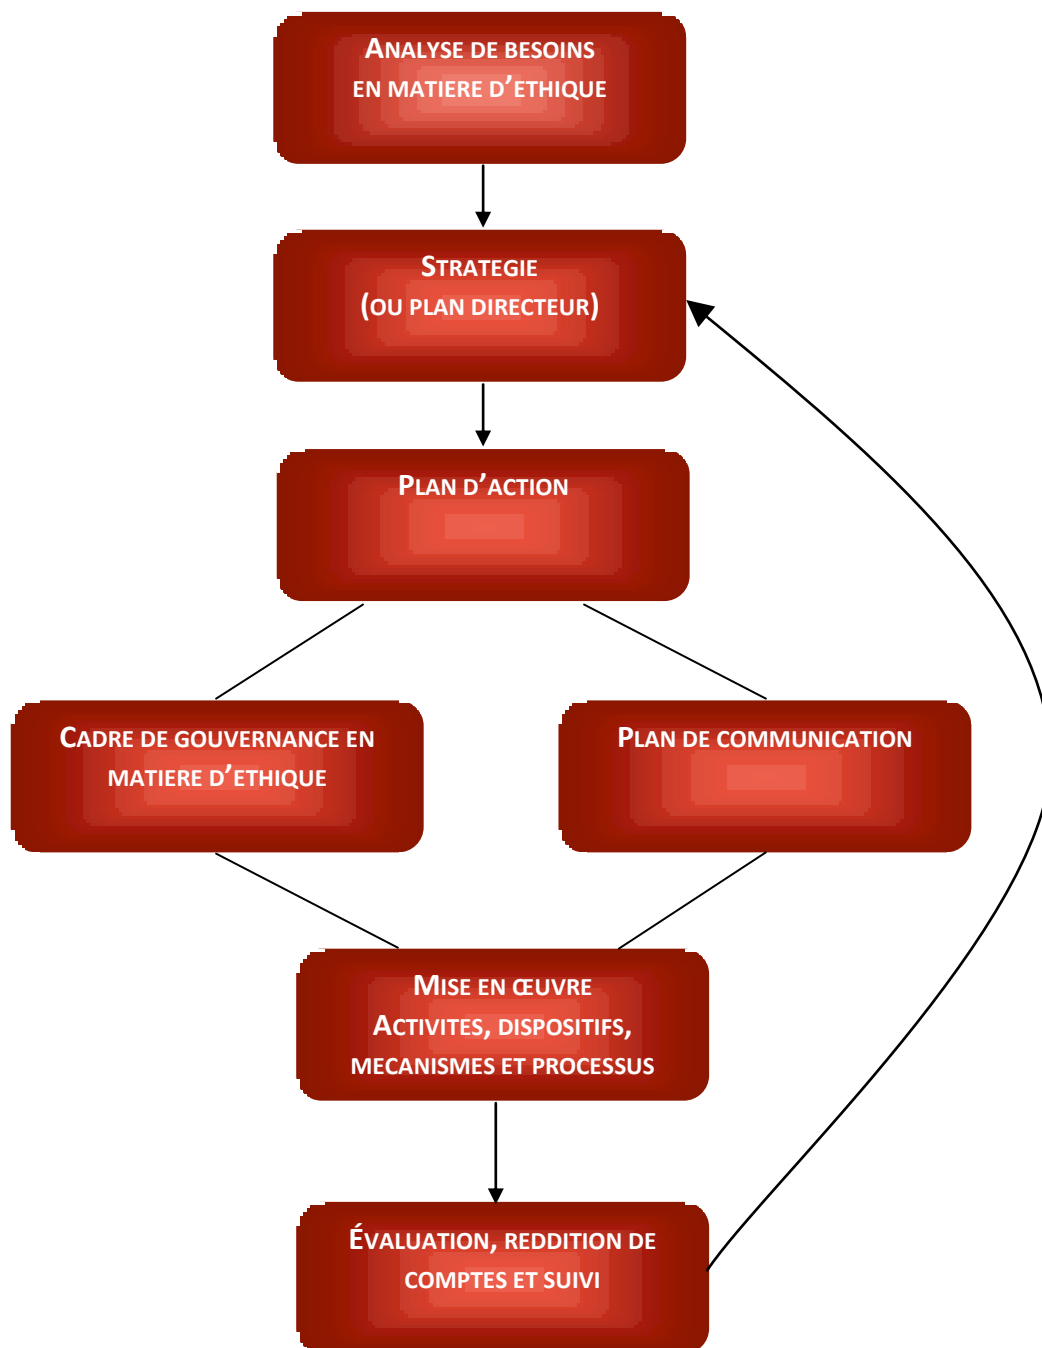 ANALYSE DE BESOINS
EN MATIERE D’ETHIQUE
STRATEGIE
(OU PLAN DIRECTEUR)
PLAN D’ACTION
CADRE DE GOUVERNANCE EN
MATIERE D’ETHIQUE
PLAN DE COMMUNICATION
MISE EN ŒUVRE
ACTIVITES, DISPOSITIFS,
MECANISMES ET PROCESSUS
ÉVALUATION, REDDITION DE
COMPTES ET SUIVI